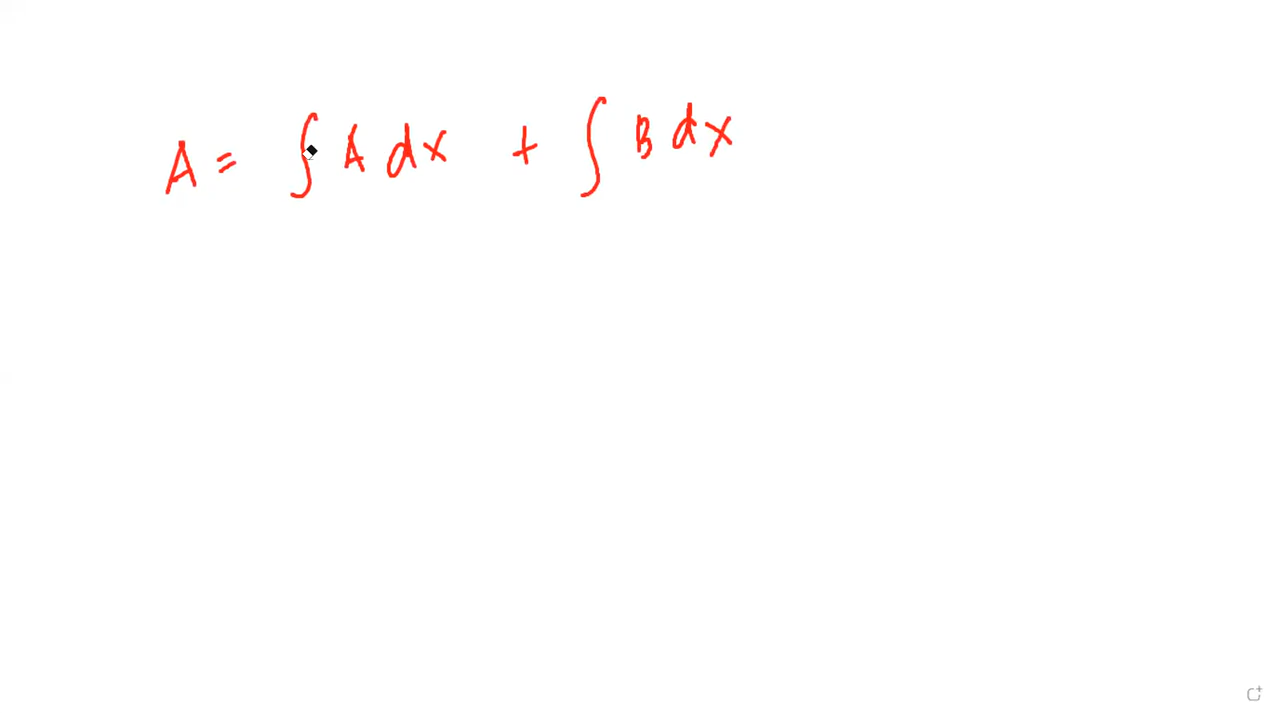 A = ∫ A dx + ∫ B dx